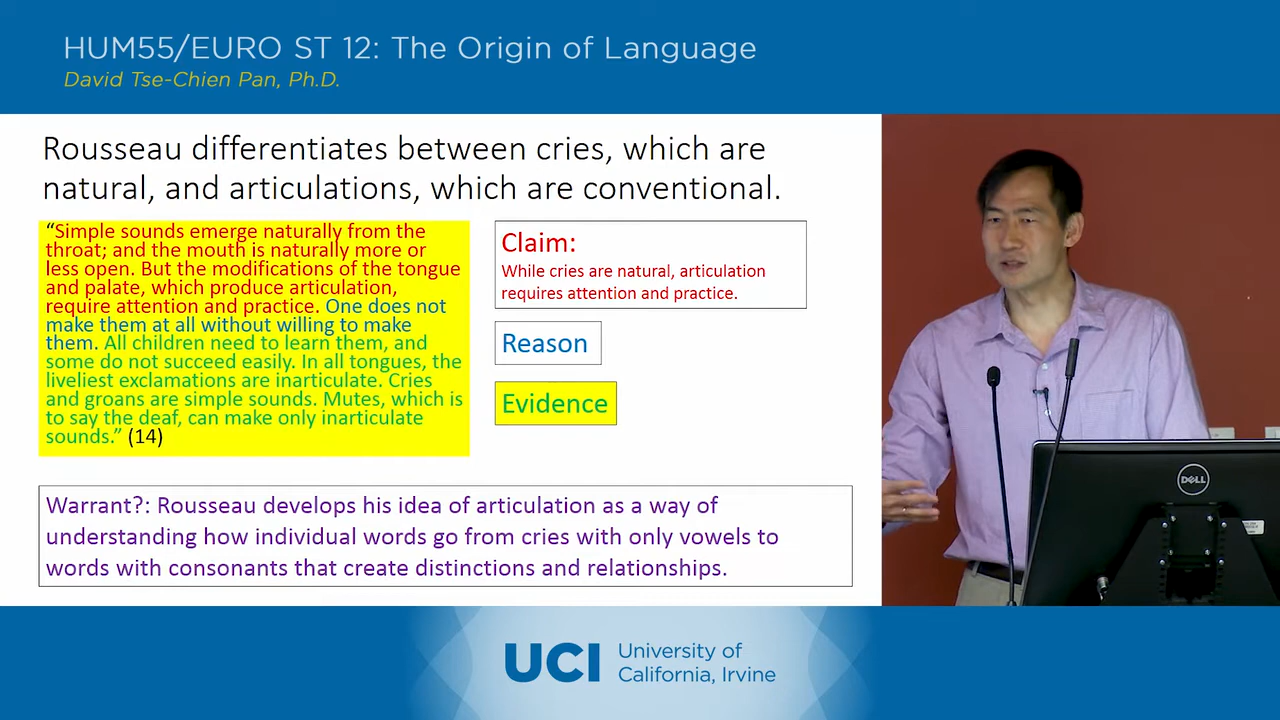 HUM55/EURO ST 12: The Origin of Language
David Tse-Chien Pan, Ph.D.
Rousseau differentiates between cries, which are
natural, and articulations, which are conventional.
“Simple sounds emerge naturally from the
throat; and the mouth is naturally more or
less open. But the modifications of the tongue
and palate, which produce articulation,
require attention and practice. One does not
make them at all without willing to make
them. All children need to learn them, and
some do not succeed easily. In all tongues, the
liveliest exclamations are inarticulate. Cries
and groans are simple sounds. Mutes, which is
to say the deaf, can make only inarticulate
sounds.” (14)
Claim:
While cries are natural, articulation
requires attention and practice.
Reason
Evidence
Warrant?: Rousseau develops his idea of articulation as a way of
understanding how individual words go from cries with only vowels to
words with consonants that create distinctions and relationships.
DELL
UCI University of
California, Irvine